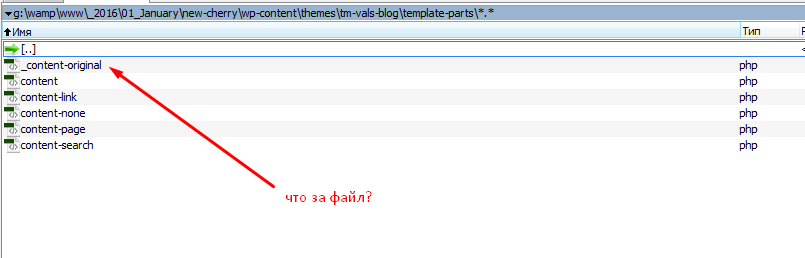 g:\wamp\www\_2016\01_January\new-cherry\wp-content\themes\tm-vals-blog\template-parts\*.*
Имя Тип
[..]
_content-original php
content php
content-link php
content-none php
content-page php
content-search php
что за файл?